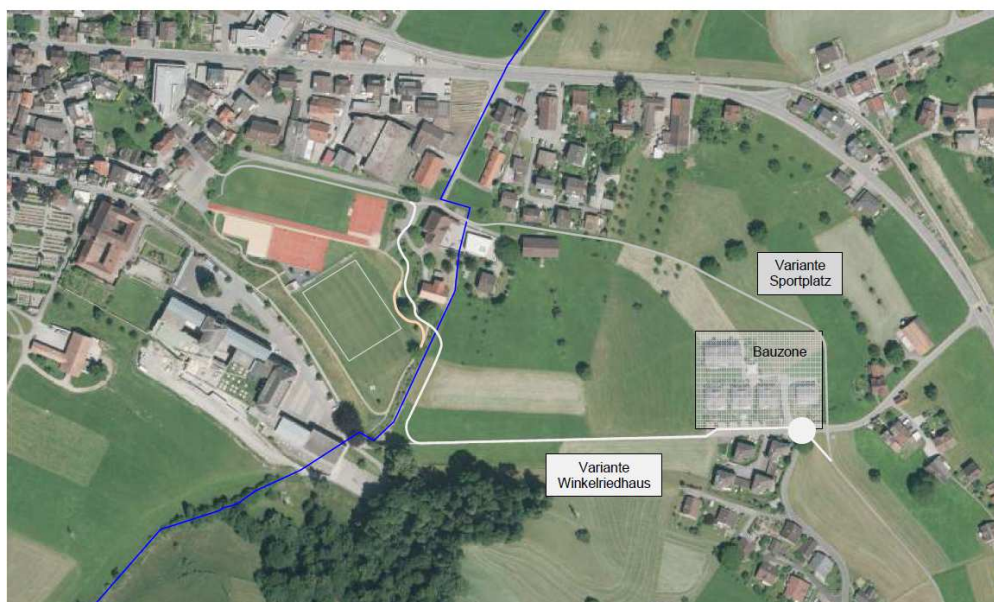 Variante
Sportplatz
Bauzone
Variante
Winkelriedhaus